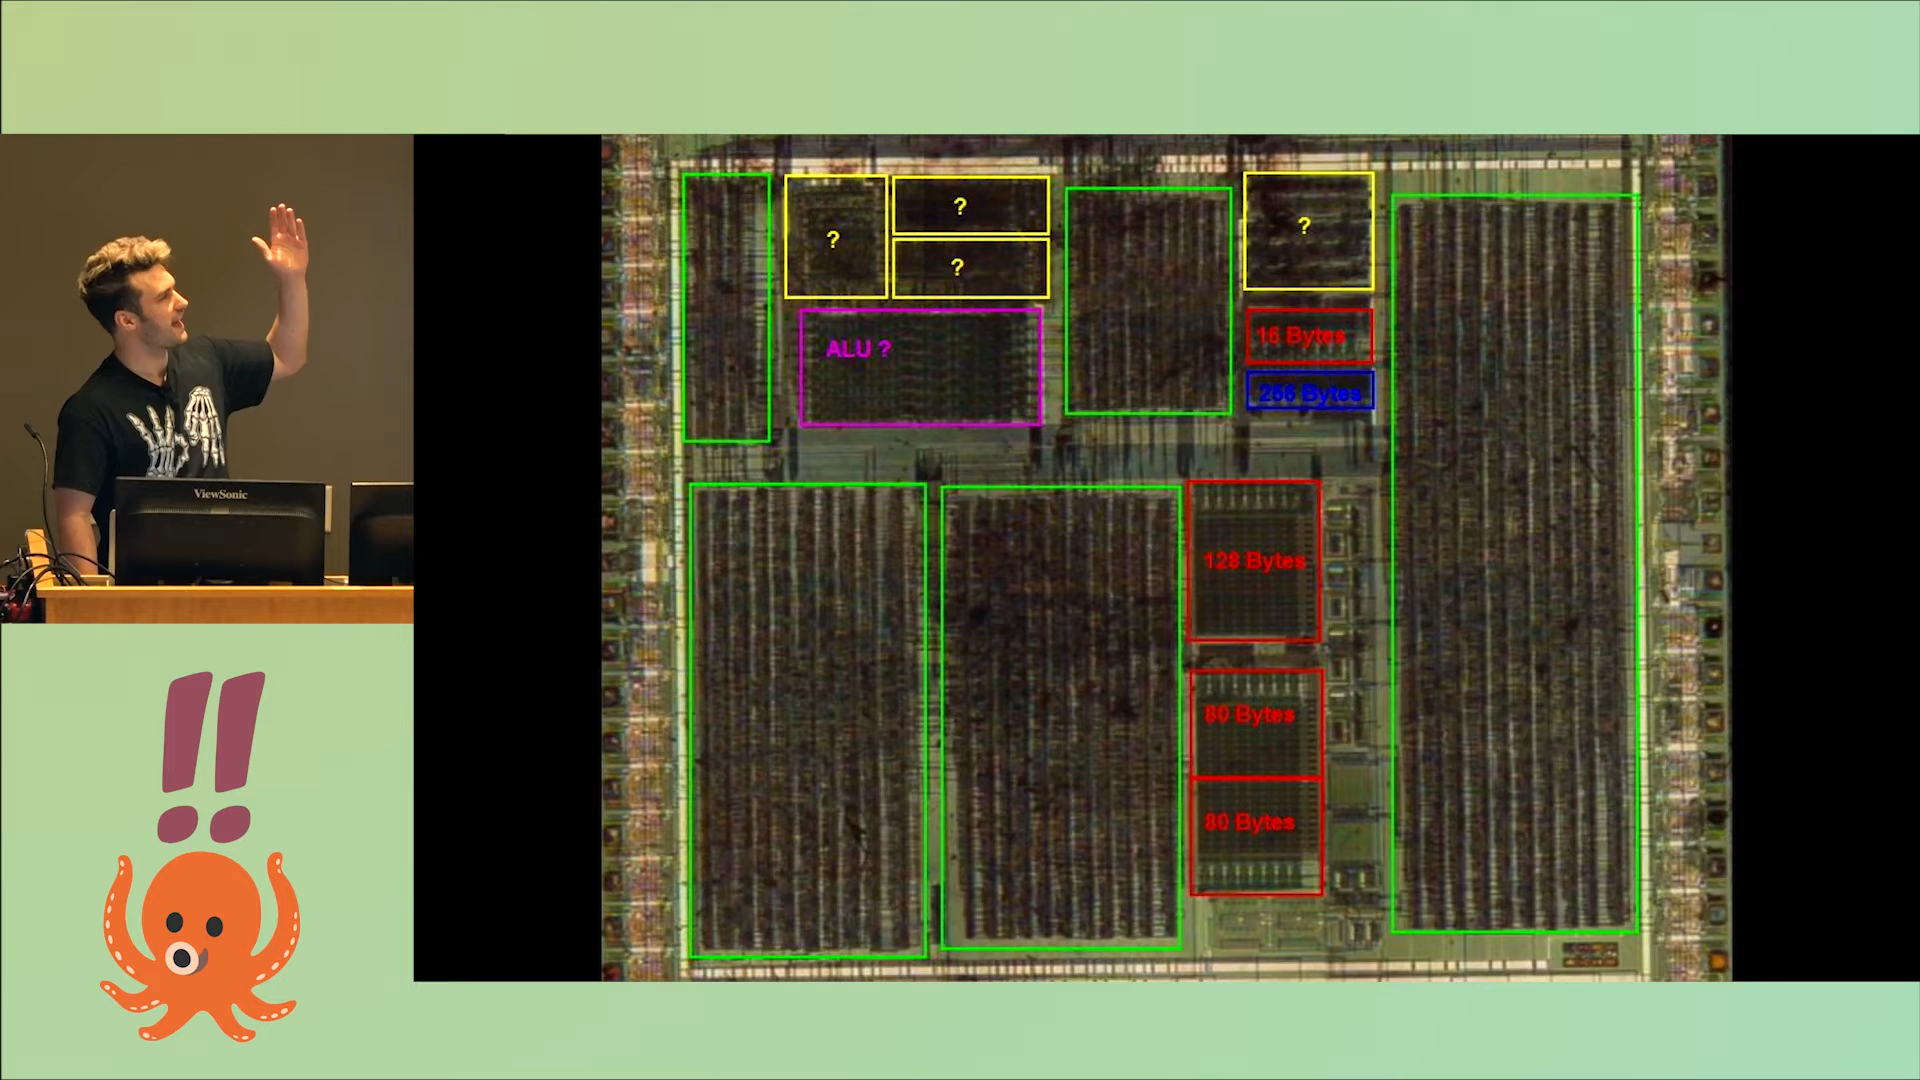 ?
?
?
?
ALU ?
16 Bytes
256 Bytes
128 Bytes
80 Bytes
80 Bytes
ViewSonic
!!